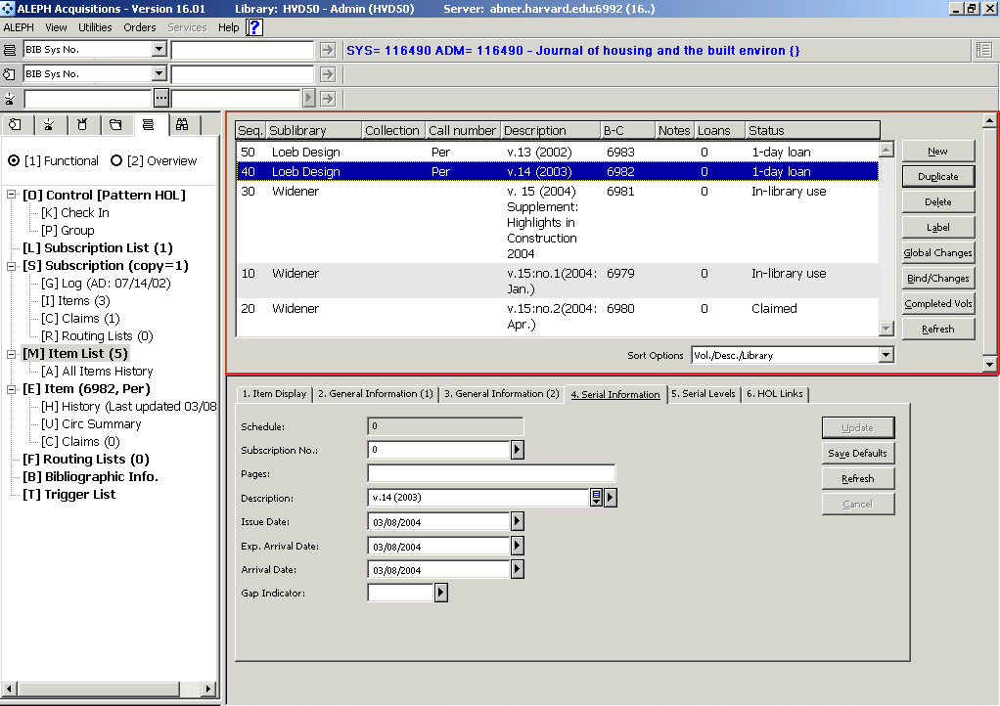 ALEPH Acquisitions - Version 16.01 Library: HVD50 - Admin (HVD50) Server: abner.harvard.edu:6992 (16..)
ALEPH View Utilities Orders Services Help ?
BIB Sys No. SYS= 116490 ADM= 116490 - Journal of housing and the built environ {}
BIB Sys No.
...
[1] Functional [2] Overview
[O] Control [Pattern HOL]
[K] Check In
[P] Group
[L] Subscription List (1)
[S] Subscription (copy=1)
[G] Log (AD: 07/14/02)
[I] Items (3)
[C] Claims (1)
[R] Routing Lists (0)
[M] Item List (5)
[A] All Items History
[E] Item (6982, Per)
[H] History (Last updated 03/08
[U] Circ Summary
[C] Claims (0)
[F] Routing Lists (0)
[B] Bibliographic Info.
[T] Trigger List
Seq. Sublibrary Collection Call number Description B-C Notes Loans Status
50 Loeb Design Per v.13 (2002) 6983 0 1-day loan
40 Loeb Design Per v.14 (2003) 6982 0 1-day loan
30 Widener v. 15 (2004) 6981 0 In-library use
Supplement:
Highlights in
Construction
2004
10 Widener v.15:no.1(2004: 6979 0 In-library use
Jan.)
20 Widener v.15:no.2(2004: 6980 0 Claimed
Apr.)
New
Duplicate
Delete
Label
Global Changes
Bind/Changes
Completed Vols
Refresh
Sort Options Vol./Desc./Library
1. Item Display 2. General Information (1) 3. General Information (2) 4. Serial Information 5. Serial Levels 6. HOL Links
Schedule: 0
Subscription No.: 0
Pages:
Description: v.14 (2003)
Issue Date: 03/08/2004
Exp. Arrival Date: 03/08/2004
Arrival Date: 03/08/2004
Gap Indicator:
Update
Save Defaults
Refresh
Cancel